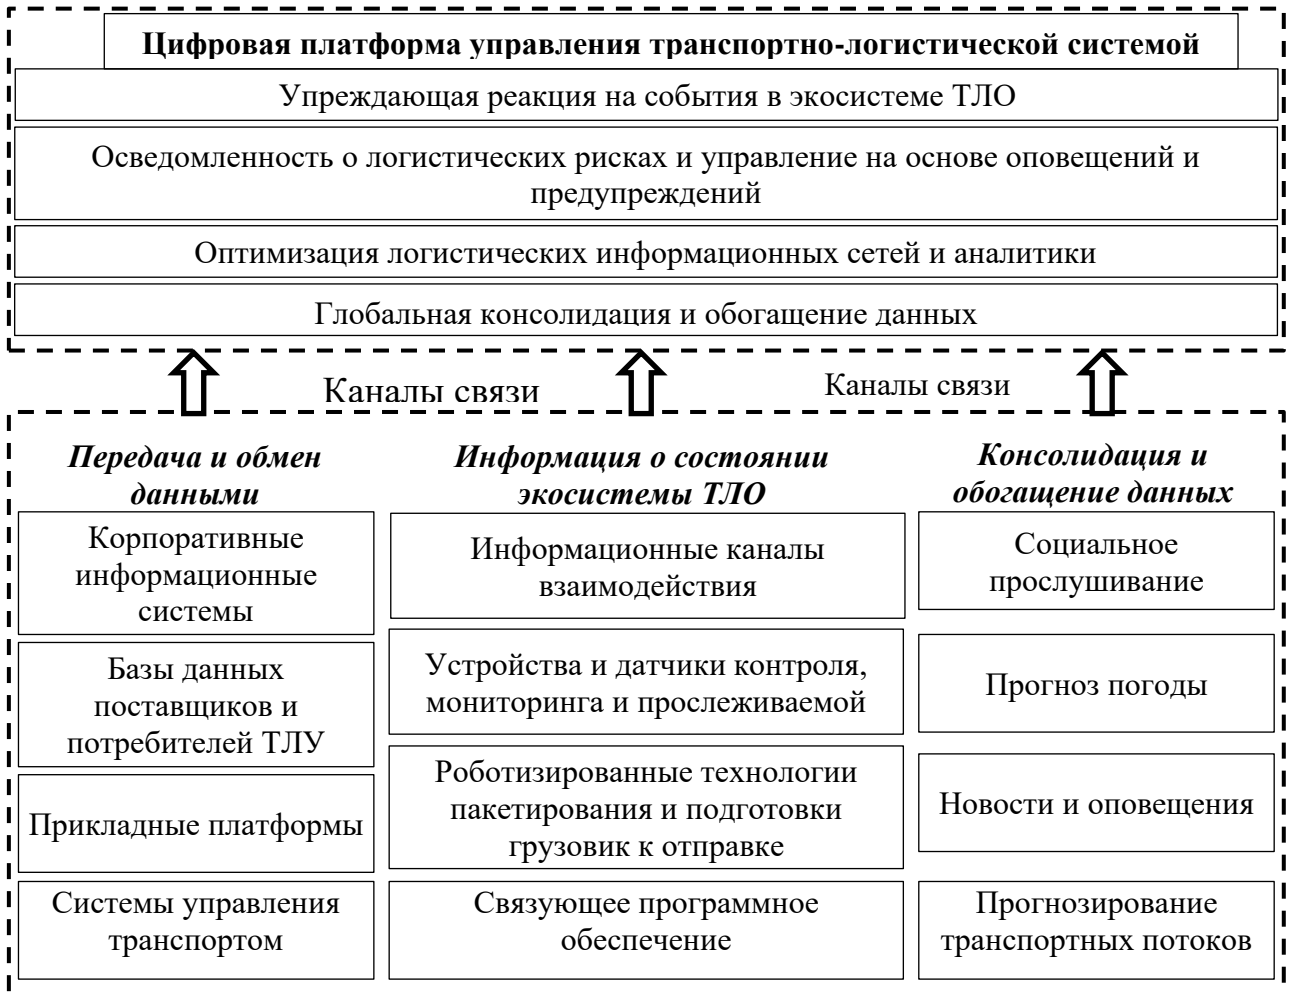 Цифровая платформа управления транспортно-логистической системой
Упреждающая реакция на события в экосистеме ТЛО
Осведомленность о логистических рисках и управление на основе оповещений и
предупреждений
Оптимизация логистических информационных сетей и аналитики
Глобальная консолидация и обогащение данных
Каналы связи
Каналы связи
Передача и обмен
данными
Корпоративные
информационные
системы
Базы данных
поставщиков и
потребителей ТЛУ
Прикладные платформы
Системы управления
транспортом
Информация о состоянии
экосистемы ТЛО
Информационные каналы
взаимодействия
Устройства и датчики контроля,
мониторинга и прослеживаемой
Роботизированные технологии
пакетирования и подготовки
грузовик к отправке
Связующее программное
обеспечение
Консолидация и
обогащение данных
Социальное
прослушивание
Прогноз погоды
Новости и оповещения
Прогнозирование
транспортных потоков